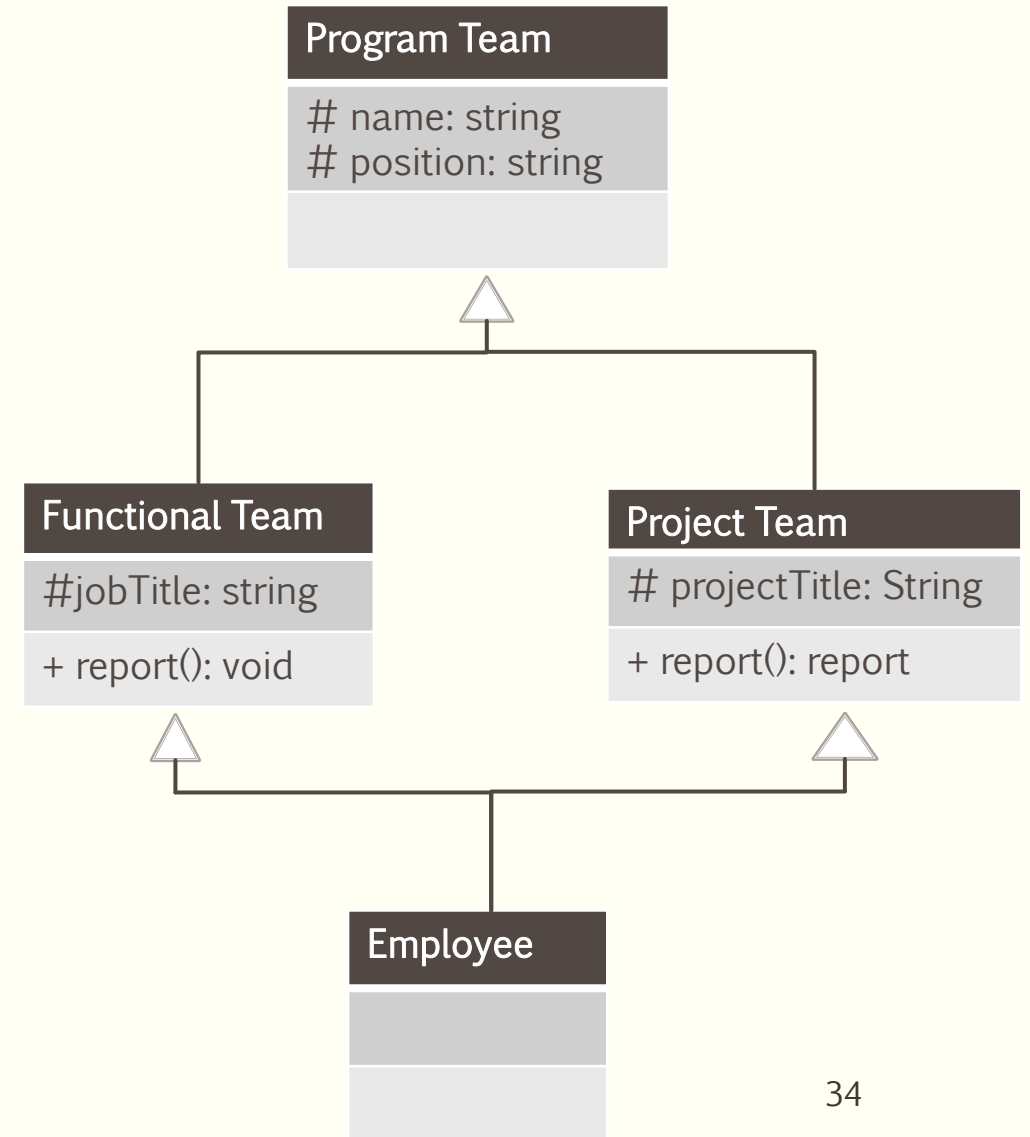 Program Team
# name: string
# position: string
Functional Team
#jobTitle: string
+ report(): void
Project Team
# projectTitle: String
+ report(): report
Employee
34